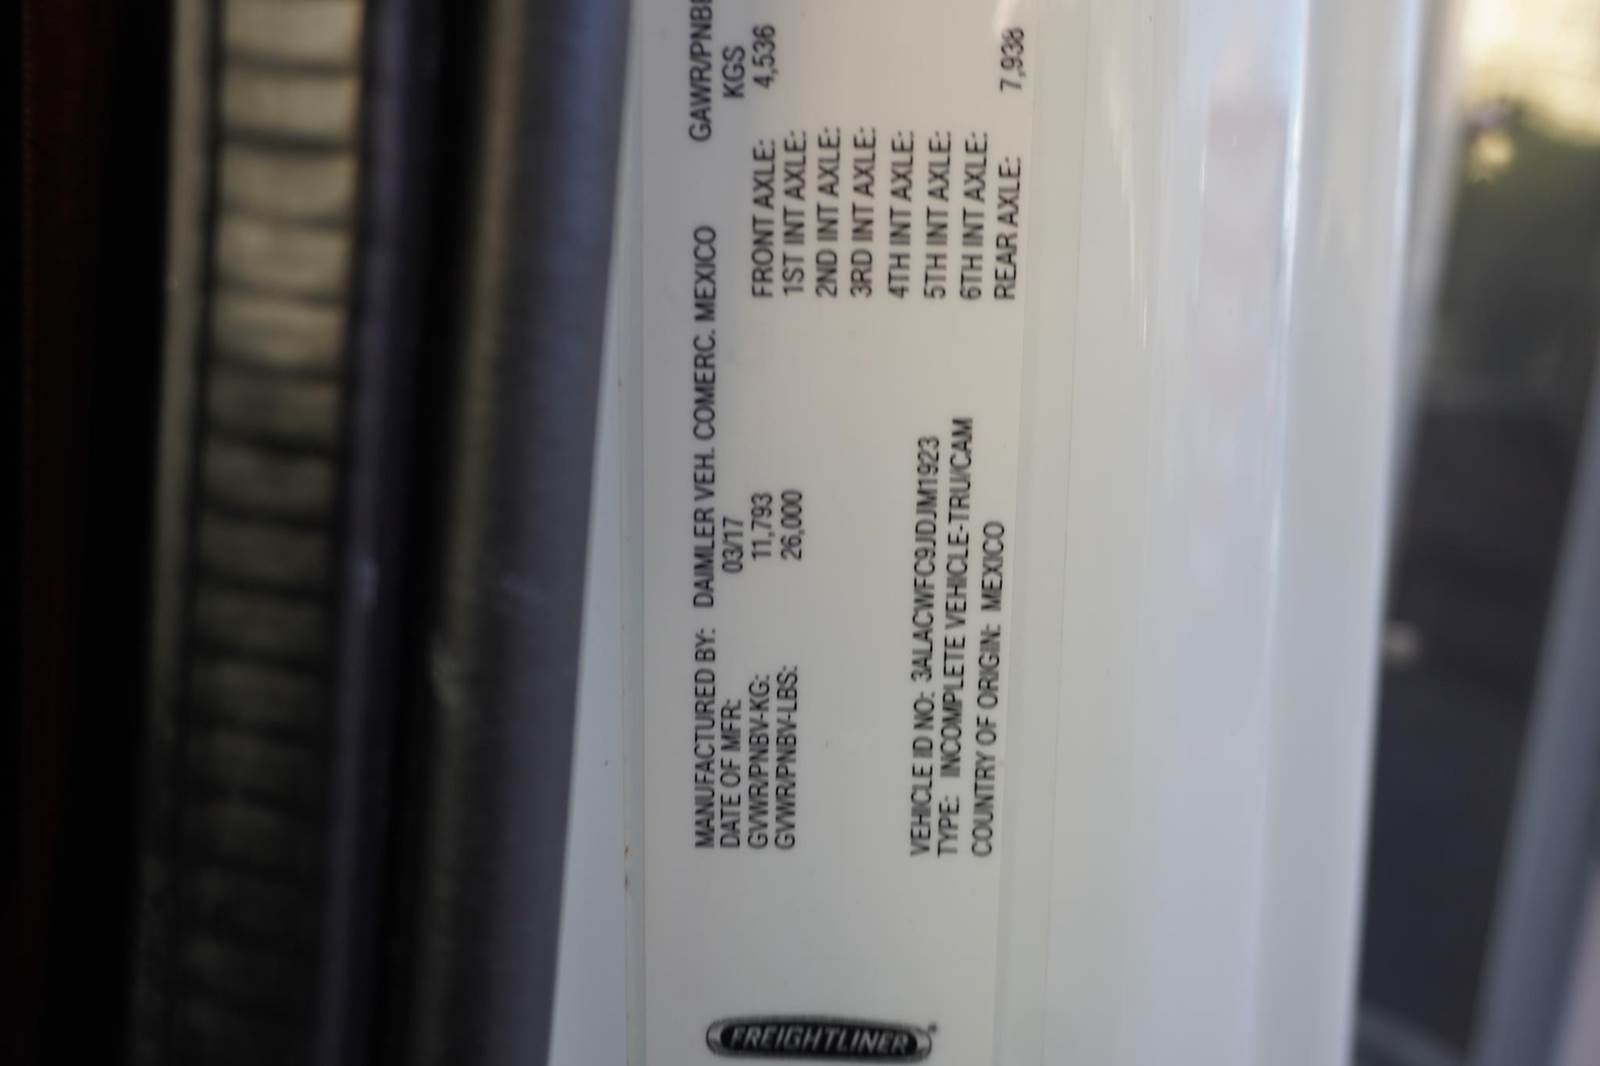 FREIGHTLINER
MANUFACTURED BY: DAIMLER VEH. COMERC. MEXICO
DATE OF MFR: 03/17
GVWR/PNBV-KG: 11,793
GVWR/PNBV-LBS: 26,000
VEHICLE ID NO: 3ALACWFC9JDJM1923
TYPE: INCOMPLETE VEHICLE-TRU/CAM
COUNTRY OF ORIGIN: MEXICO
KGS
FRONT AXLE: 4,536
1ST INT AXLE:
2ND INT AXLE:
3RD INT AXLE:
4TH INT AXLE:
5TH INT AXLE:
6TH INT AXLE:
REAR AXLE: 7,938